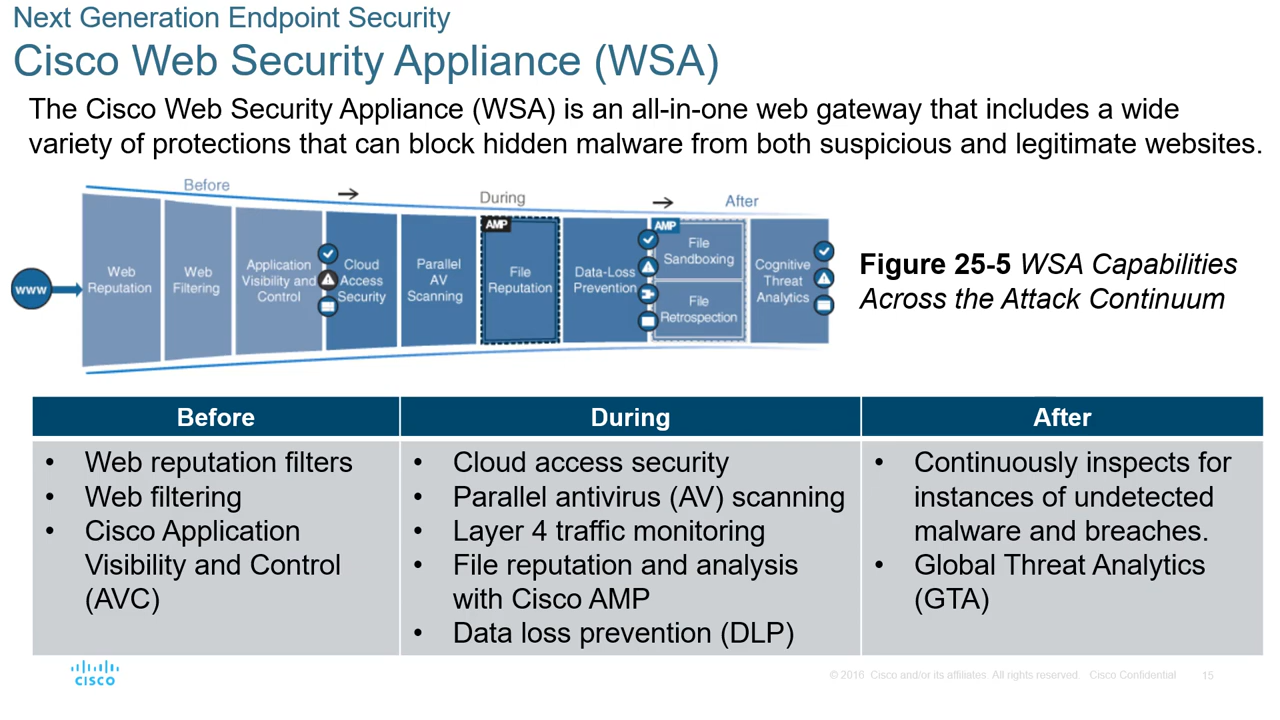 Next Generation Endpoint Security
Cisco Web Security Appliance (WSA)
The Cisco Web Security Appliance (WSA) is an all-in-one web gateway that includes a wide
variety of protections that can block hidden malware from both suspicious and legitimate websites.
Before
During
After
www
Web
Reputation
Web
Filtering
Application
Visibility and
Control
Cloud
Access
Security
Parallel
AV
Scanning
AMP
File
Reputation
Data-Loss
Prevention
AMP
File
Sandboxing
File
Retrospection
Cognitive
Threat
Analytics
Figure 25-5 WSA Capabilities
Across the Attack Continuum
Before
During
After
• Web reputation filters
• Web filtering
• Cisco Application
Visibility and Control
(AVC)
• Cloud access security
• Parallel antivirus (AV) scanning
• Layer 4 traffic monitoring
• File reputation and analysis
with Cisco AMP
• Data loss prevention (DLP)
• Continuously inspects for
instances of undetected
malware and breaches.
• Global Threat Analytics
(GTA)
CISCO
© 2016 Cisco and/or its affiliates. All rights reserved. Cisco Confidential
15